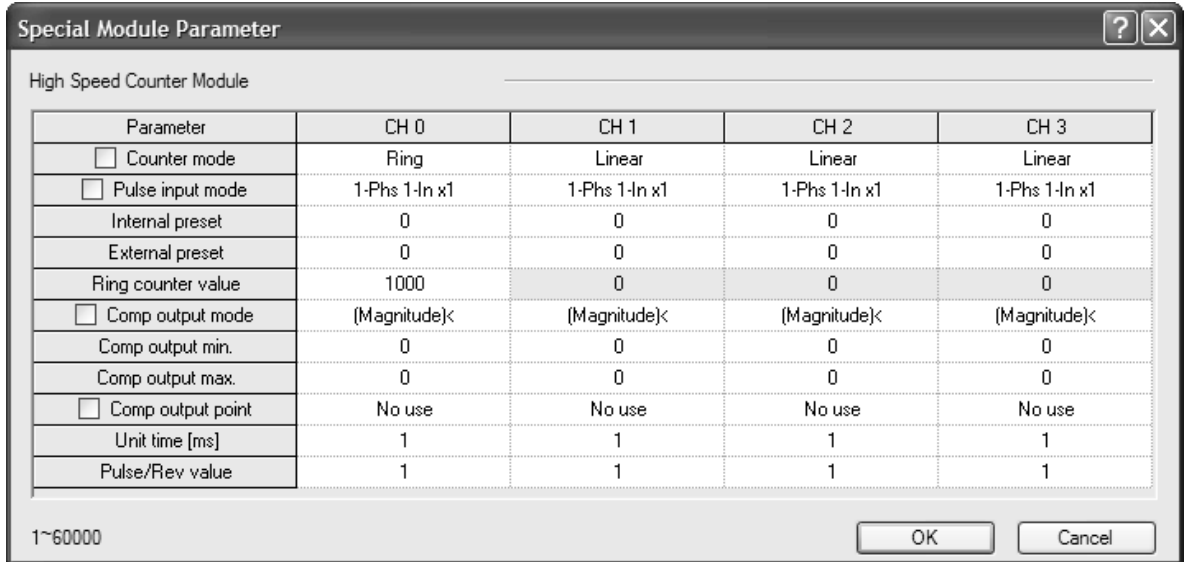 Special Module Parameter
High Speed Counter Module
Parameter CH 0 CH 1 CH 2 CH 3
Counter mode Ring Linear Linear Linear
Pulse input mode 1-Phs 1-In x1 1-Phs 1-In x1 1-Phs 1-In x1 1-Phs 1-In x1
Internal preset 0 0 0 0
External preset 0 0 0 0
Ring counter value 1000 0 0 0
Comp output mode (Magnitude)< (Magnitude)< (Magnitude)< (Magnitude)<
Comp output min. 0 0 0 0
Comp output max. 0 0 0 0
Comp output point No use No use No use No use
Unit time [ms] 1 1 1 1
Pulse/Rev value 1 1 1 1
1~60000 OK Cancel